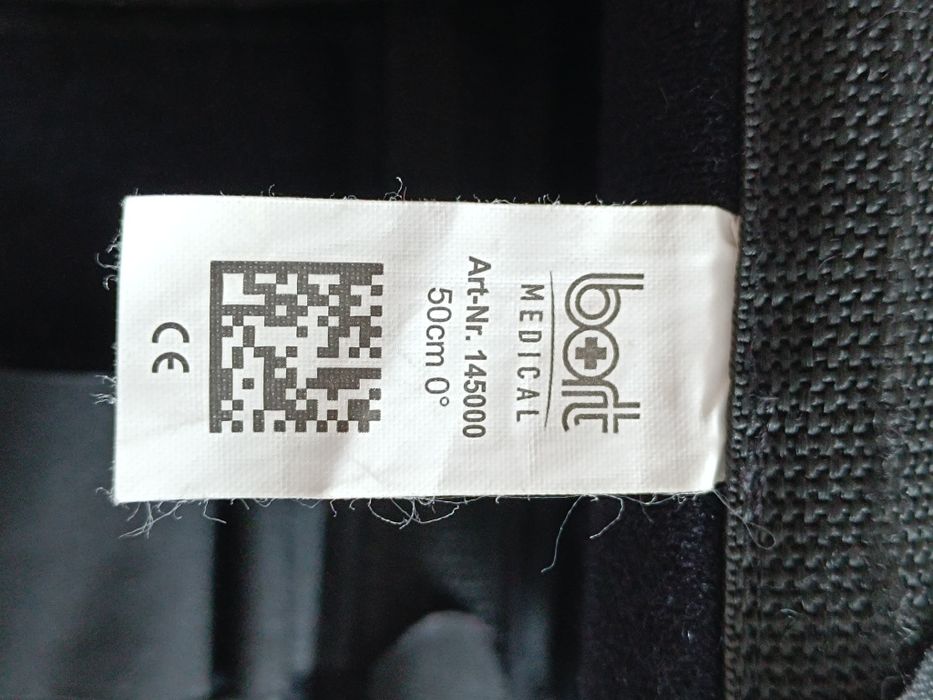 bort
MEDICAL
Art-Nr. 145000
50cm 0°
CE